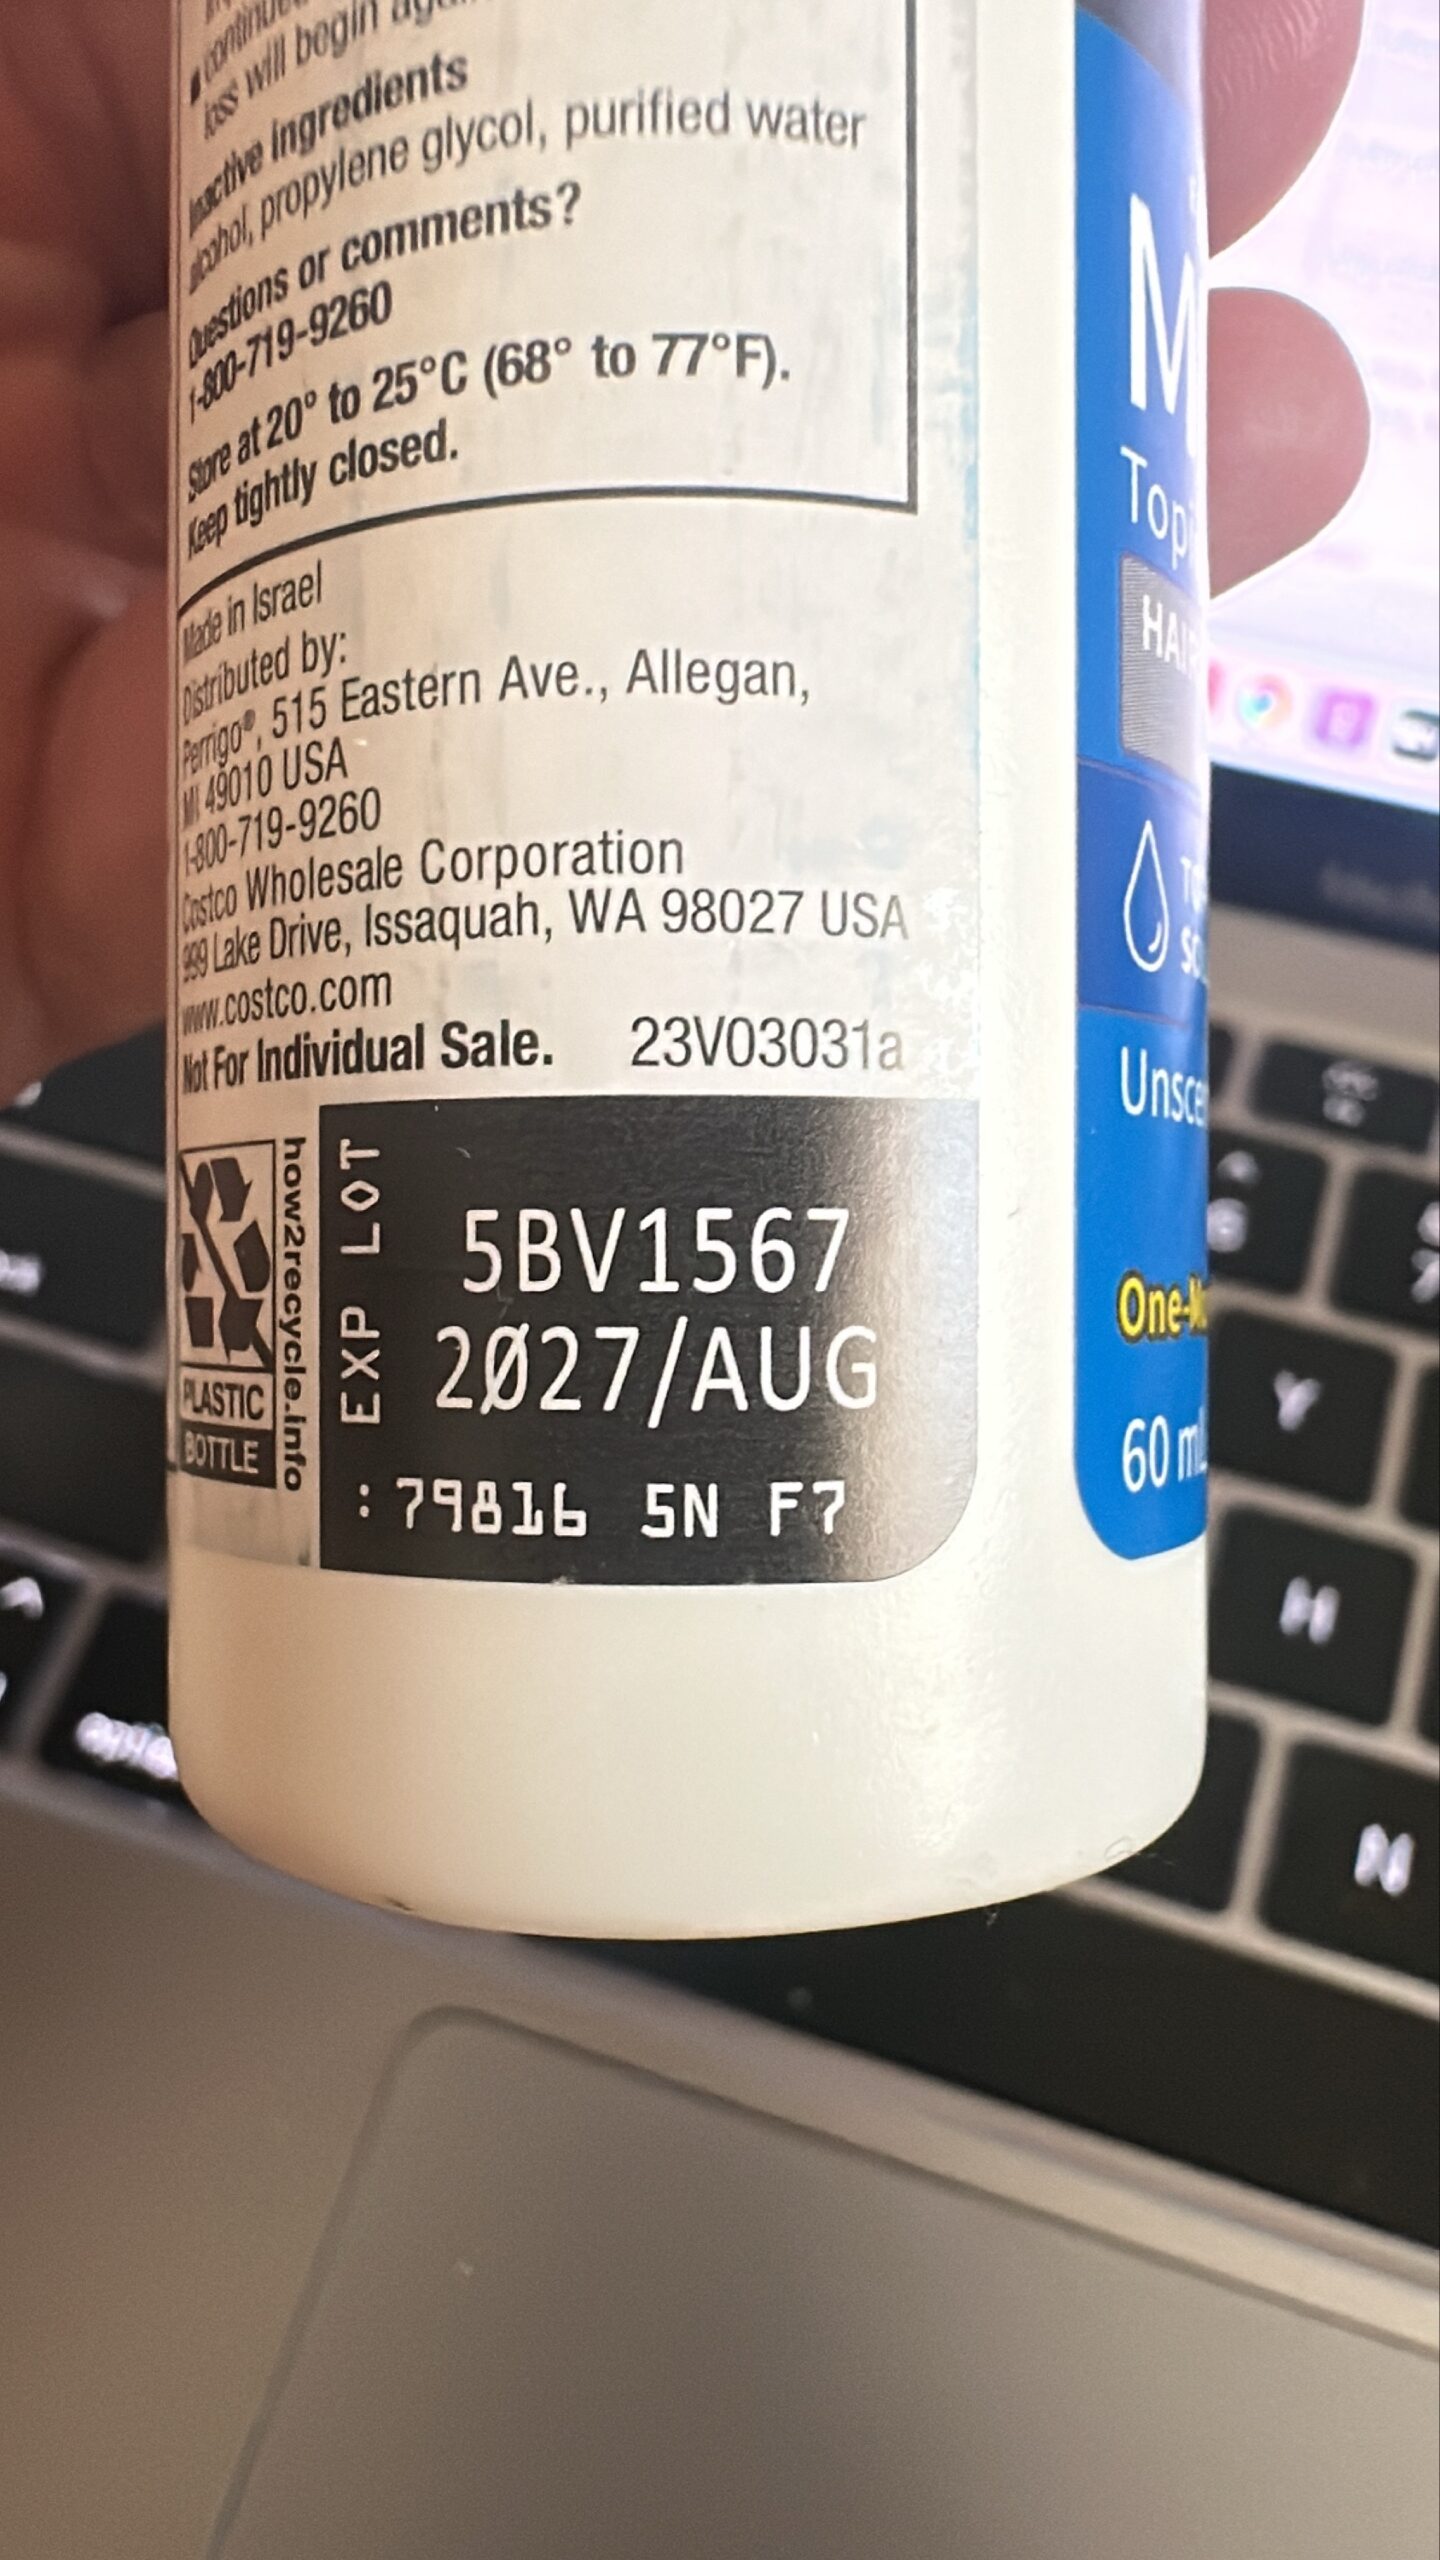 loss will begin
Inactive ingredients
alcohol, propylene glycol, purified water
Questions or comments?
1-800-719-9260
Store at 20° to 25°C (68° to 77°F).
Keep tightly closed.
Made in Israel
Distributed by:
Perrigo®, 515 Eastern Ave., Allegan,
MI 49010 USA
1-800-719-9260
Costco Wholesale Corporation
999 Lake Drive, Issaquah, WA 98027 USA
www.costco.com
Not For Individual Sale. 23V03031a
how2recycle.info
PLASTIC
BOTTLE
EXP LOT
5BV1567
2027/AUG
: 79816 5N F7
60 mL
Y
H
N